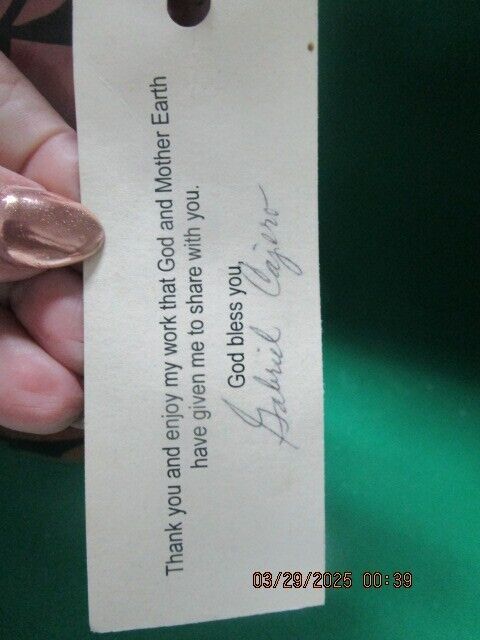 Thank you and enjoy my work that God and Mother Earth
have given me to share with you.
God bless you,
Gabriel Cajero
03/29/2025 00:39